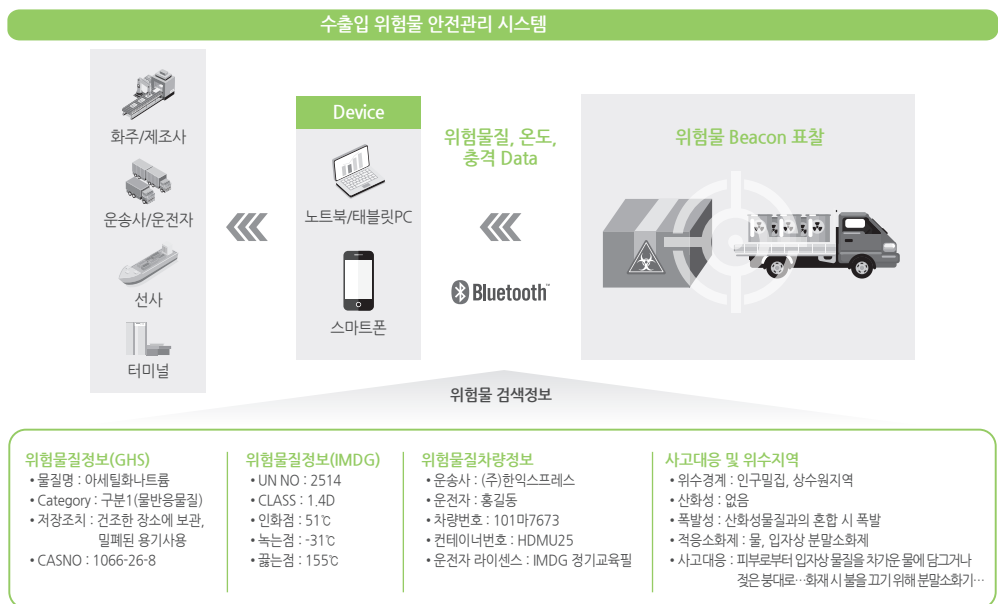 수출입 위험물 안전관리 시스템
화주/제조사
운송사/운전자
선사
터미널
Device
노트북/태블릿PC
스마트폰
위험물질, 온도,
충격 Data
Bluetooth™
위험물 Beacon 표찰
위험물 검색정보
위험물질정보(GHS)
• 물질명 : 아세틸화나트륨
• Category : 구분1(물반응물질)
• 저장조치 : 건조한 장소에 보관,
밀폐된 용기사용
• CASNO : 1066-26-8
위험물질정보(IMDG)
• UN NO : 2514
• CLASS : 1.4D
• 인화점 : 51℃
• 녹는점 : -31℃
• 끓는점 : 155℃
위험물질차량정보
• 운송사 : (주)한익스프레스
• 운전자 : 홍길동
• 차량번호 : 101마7673
• 컨테이너번호 : HDMU25
• 운전자 라이센스 : IMDG 정기교육필
사고대응 및 위수지역
• 위수경계 : 인구밀집, 상수원지역
• 산화성 : 없음
• 폭발성 : 산화성물질과의 혼합 시 폭발
• 적응소화제 : 물, 입자상 분말소화제
• 사고대응 : 피부로부터 입자상 물질을 차가운 물에 담그거나
젖은 붕대로…화재 시 불을 끄기 위해 분말소화기…